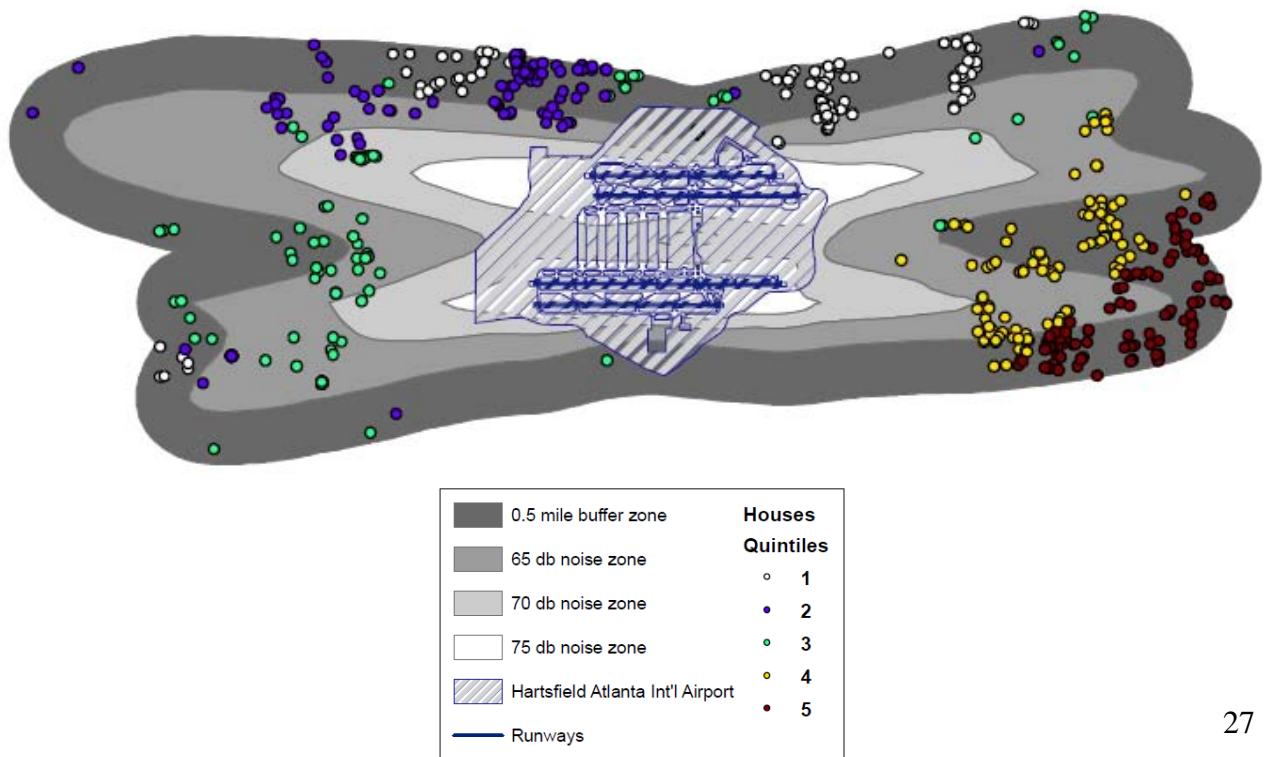 0.5 mile buffer zone
65 db noise zone
70 db noise zone
75 db noise zone
Hartsfield Atlanta Int'l Airport
Runways
Houses
Quintiles
1
2
3
4
5
27